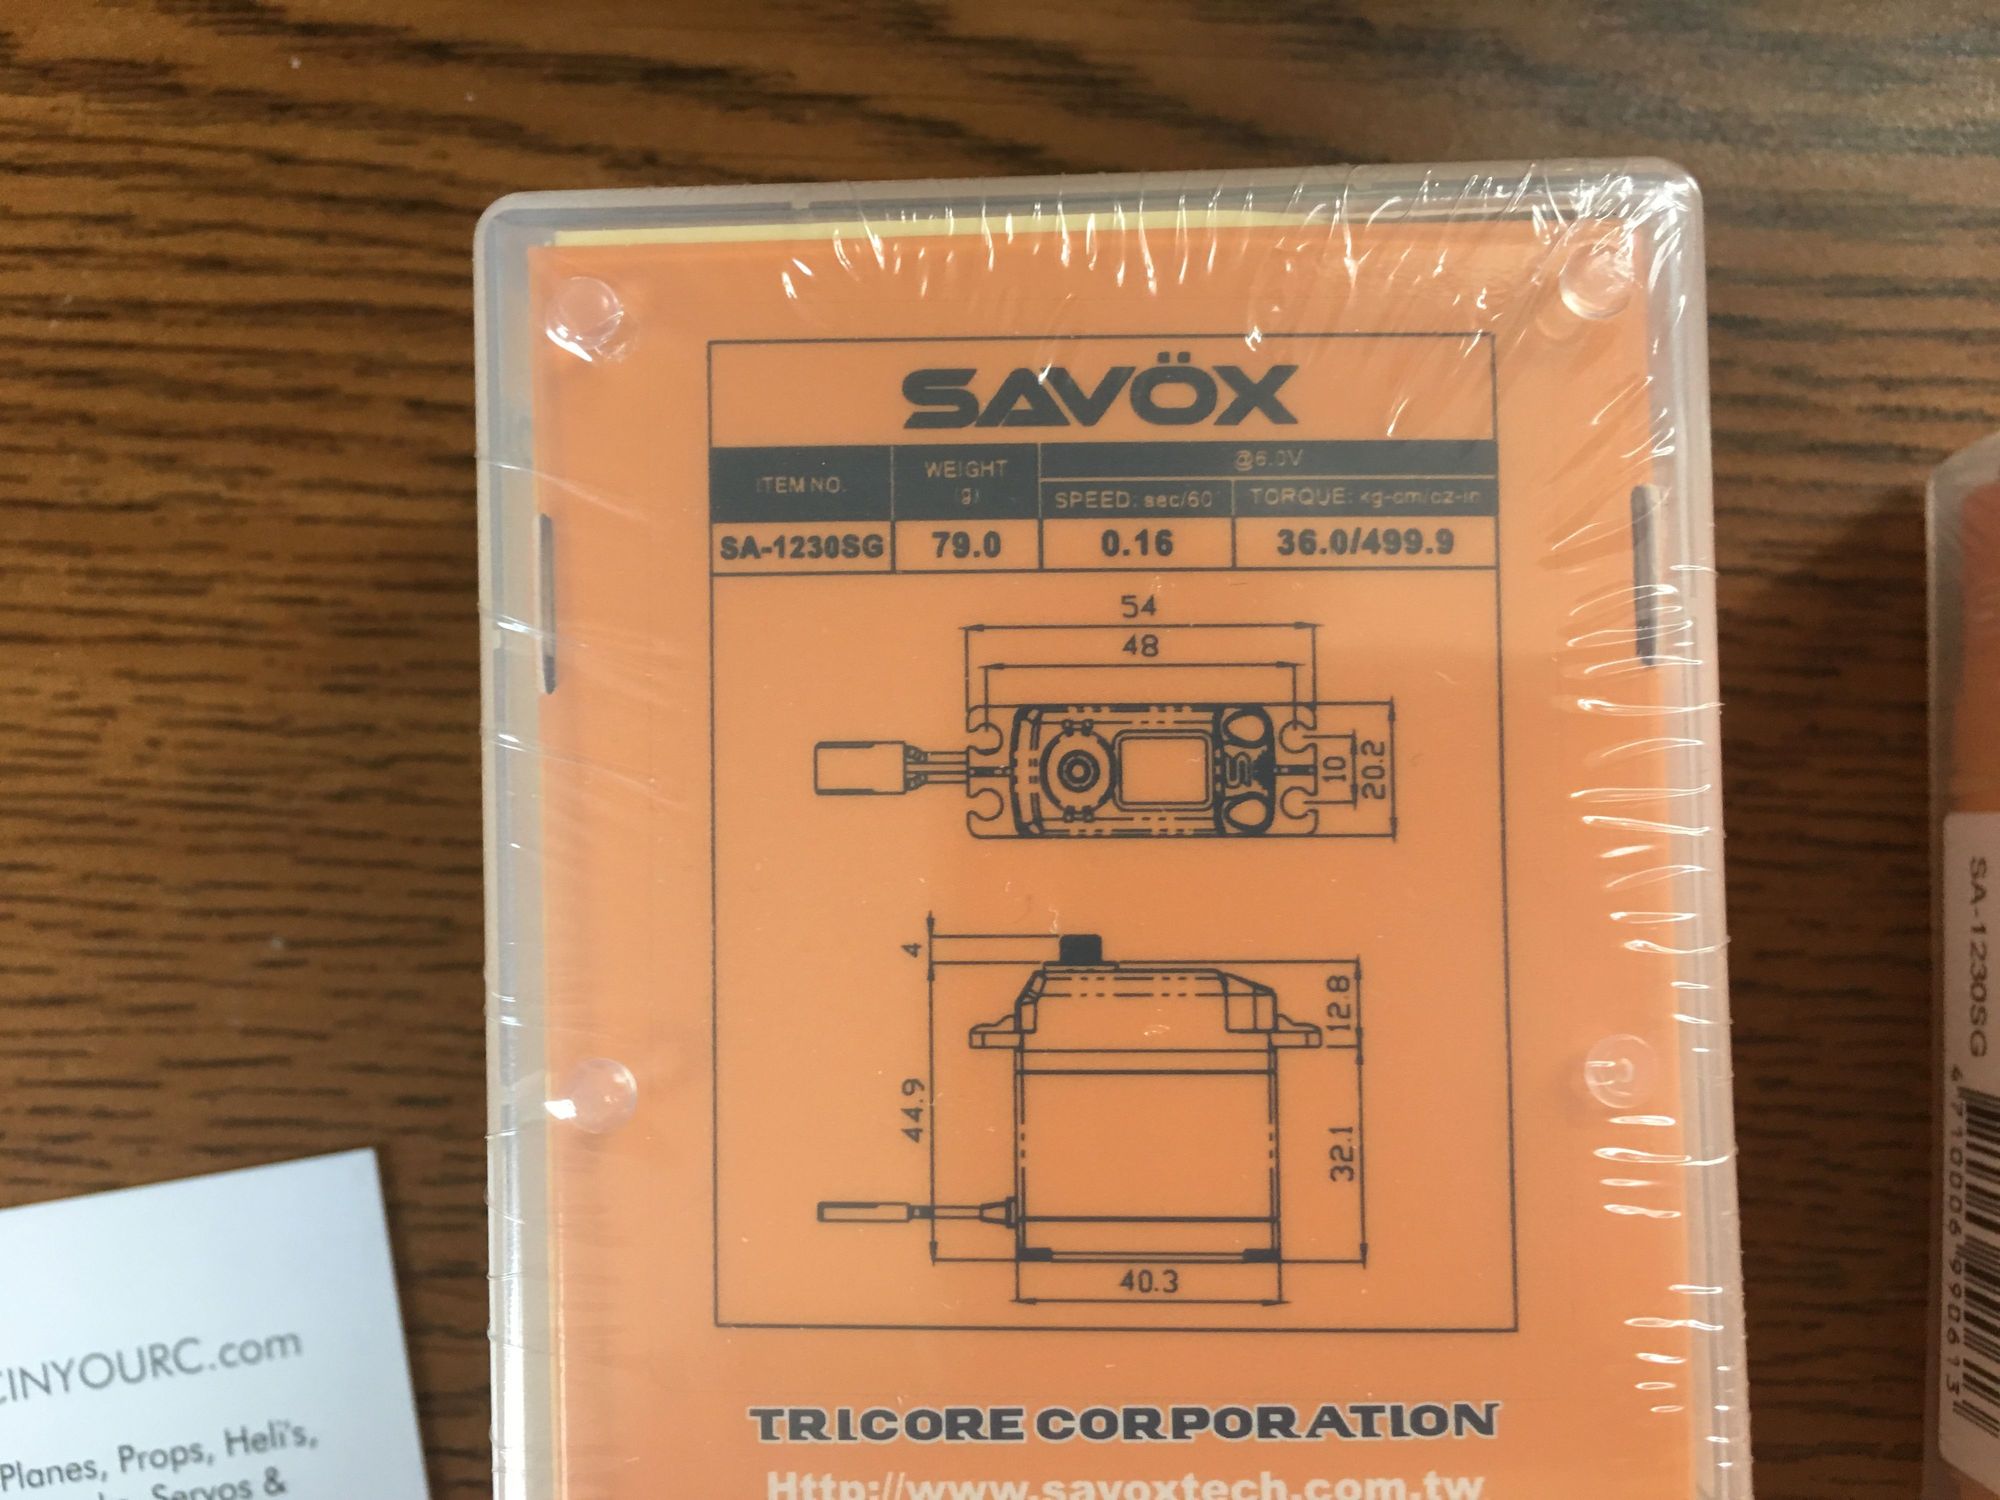 SAVÖX
ITEM NO.
WEIGHT
(g)
@6.0V
SPEED: sec/60°
TORQUE: kg-cm/oz-in
SA-1230SG
79.0
0.16
36.0/499.9
54
48
10
20.2
4
12.8
44.9
32.1
40.3
TRICORE CORPORATION
Http://www.savoxtech.com.tw
SA-1230SG
4710006990613
INYOURC.com
Planes, Props, Heli's,
Servos &